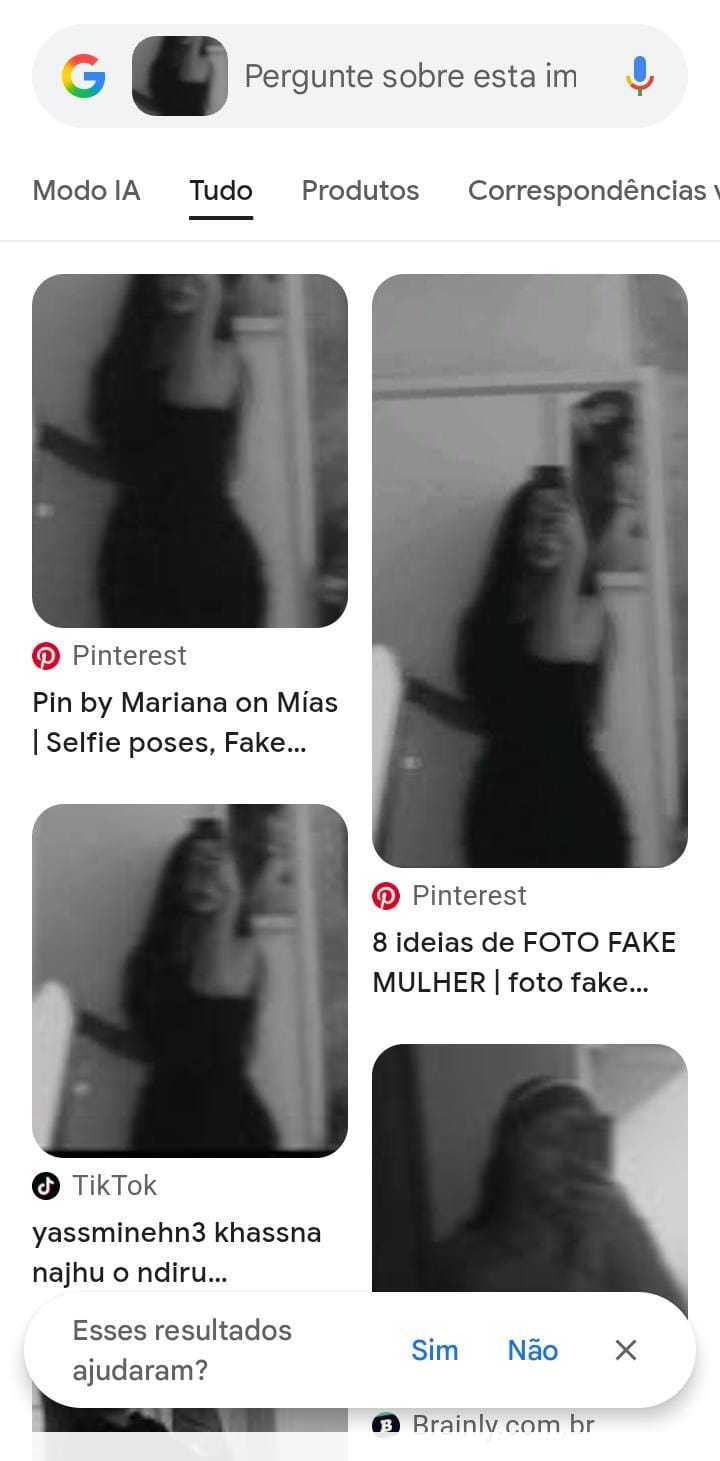 Pergunte sobre esta im
Modo IA
Tudo
Produtos
Correspondências v
Pinterest
Pin by Mariana on Mías
| Selfie poses, Fake...
Pinterest
8 ideias de FOTO FAKE
MULHER | foto fake...
TikTok
yassminehn3 khassna
najhu o ndiru...
Esses resultados
ajudaram?
Sim
Não
Brainly.com.br